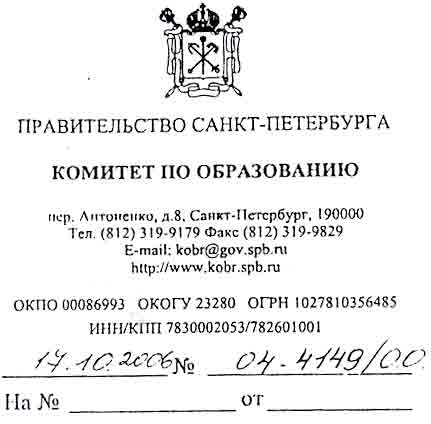 ПРАВИТЕЛЬСТВО САНКТ-ПЕТЕРБУРГА
КОМИТЕТ ПО ОБРАЗОВАНИЮ
пер. Антоненко, д.8, Санкт-Петербург, 190000
Тел. (812) 319-9179 Факс (812) 319-9829
E-mail: kobr@gov.spb.ru
http://www.kobr.spb.ru
ОКПО 00086993 ОКОГУ 23280 ОГРН 1027810356485
ИНН/КПП 7830002053/782601001
17.10.2006 № 04-4149/00
На № ____________ от ____________